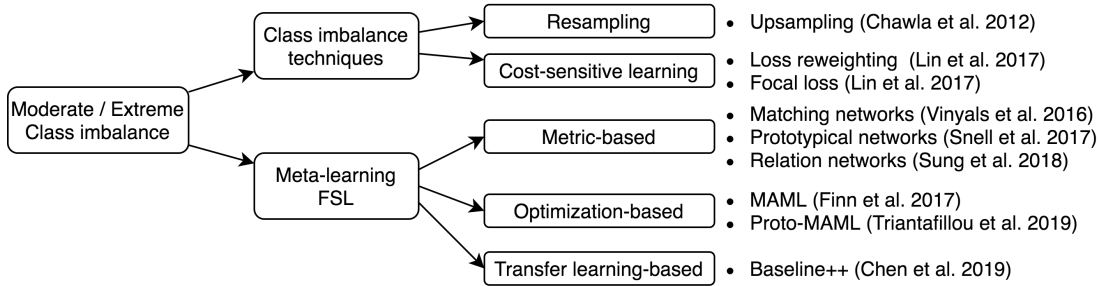 Moderate / Extreme
Class imbalance
Class imbalance
techniques
Meta-learning
FSL
Resampling
• Upsampling (Chawla et al. 2012)
Cost-sensitive learning
• Loss reweighting (Lin et al. 2017)
• Focal loss (Lin et al. 2017)
Metric-based
• Matching networks (Vinyals et al. 2016)
• Prototypical networks (Snell et al. 2017)
• Relation networks (Sung et al. 2018)
Optimization-based
• MAML (Finn et al. 2017)
• Proto-MAML (Triantafillou et al. 2019)
Transfer learning-based
• Baseline++ (Chen et al. 2019)